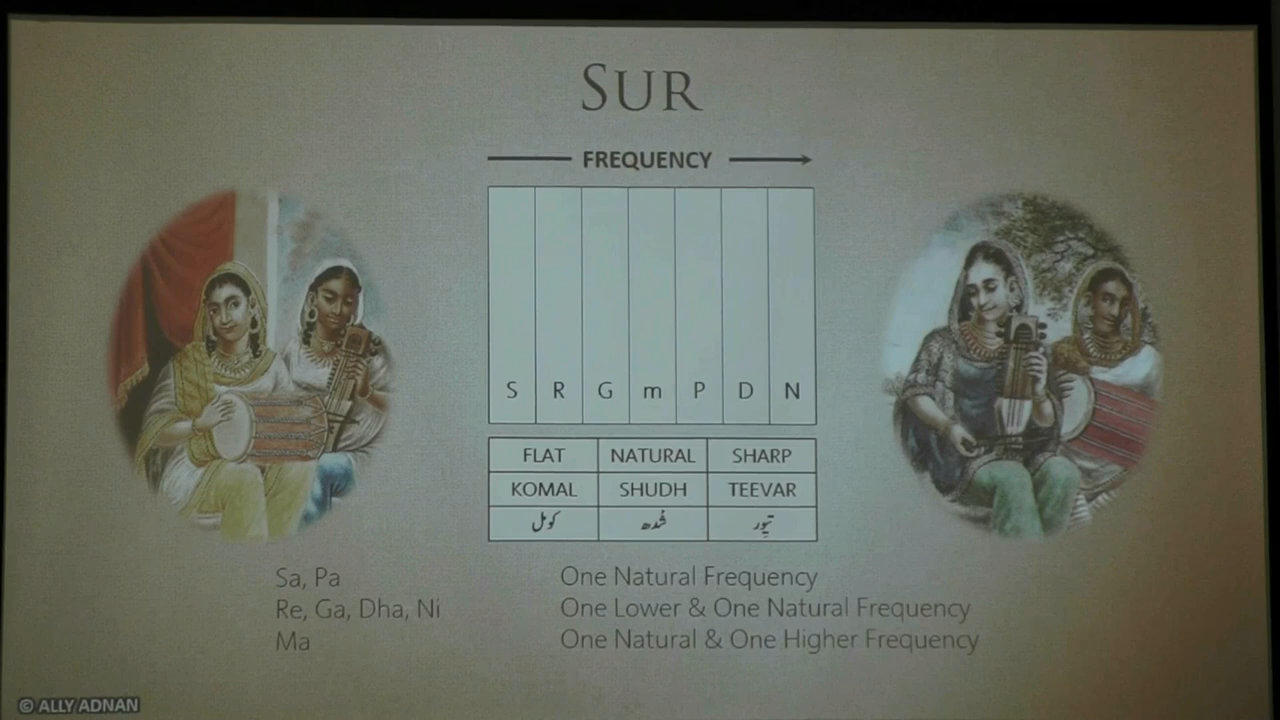 SUR
FREQUENCY
S R G m P D N
FLAT NATURAL SHARP
KOMAL SHUDH TEEVAR
کومل شُدھ تیور
Sa, Pa One Natural Frequency
Re, Ga, Dha, Ni One Lower & One Natural Frequency
Ma One Natural & One Higher Frequency
© ALLY ADNAN